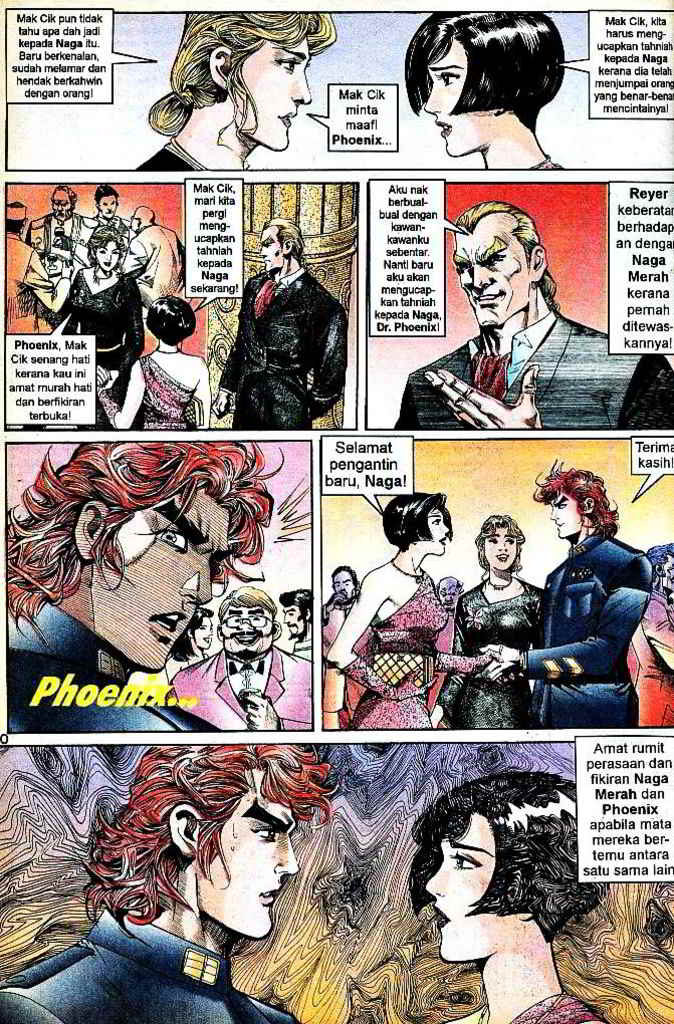 Mak Cik pun tidak
tahu apa dah jadi
kepada Naga itu.
Baru berkenalan,
sudah melamar dan
hendak berkahwin
dengan orang!
Mak Cik
minta
maaf!
Phoenix...
Mak Cik, kita
harus meng-
ucapkan tahniah
kepada Naga
kerana dia telah
menjumpai orang
yang benar-benar
mencintainya!
Mak Cik,
mari kita
pergi
meng-
ucapkan
tahniah
kepada
Naga
sekarang!
Phoenix, Mak
Cik senang hati
kerana kau ini
amat murah hati
dan berfikiran
terbuka!
Aku nak
berbual-
bual dengan
kawan-
kawanku
sebentar.
Nanti baru
aku akan
mengucap-
kan tahniah
kepada Naga,
Dr. Phoenix!
Reyer
keberatan
berhadap-
an dengan
Naga
Merah
kerana
pernah
ditewas-
kannya!
Phoenix...
Selamat
pengantin
baru, Naga!
Terima
kasih!
Amat rumit
perasaan dan
fikiran Naga
Merah dan
Phoenix
apabila mata
mereka ber-
temu antara
satu sama lain